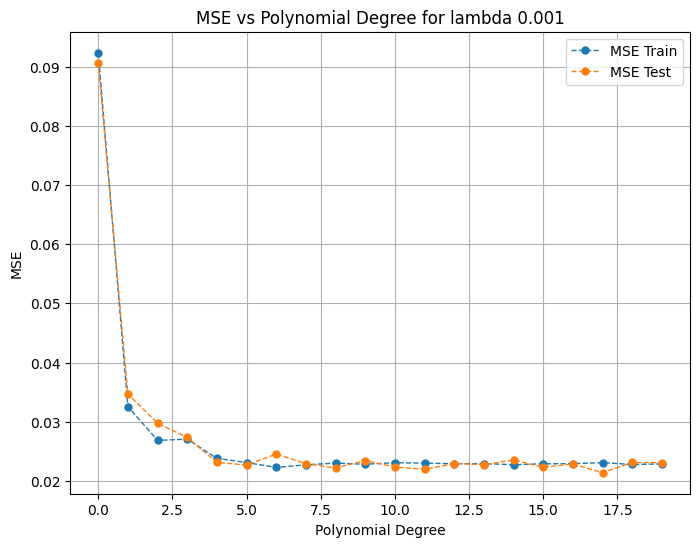 MSE vs Polynomial Degree for lambda 0.001
MSE Train
MSE Test
0.09
0.08
0.07
0.06
0.05
0.04
0.03
0.02
MSE
0.0 2.5 5.0 7.5 10.0 12.5 15.0 17.5
Polynomial Degree